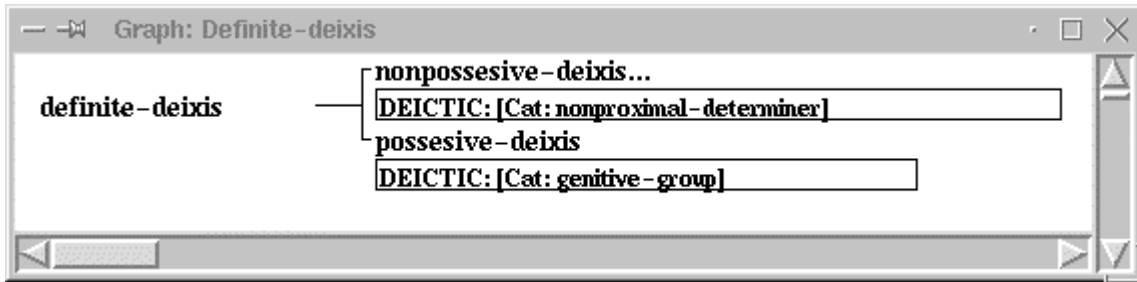 Graph: Definite-deixis
nonpossesive-deixis...
definite-deixis
DEICTIC: [Cat: nonproximal-determiner]
possesive-deixis
DEICTIC: [Cat: genitive-group]